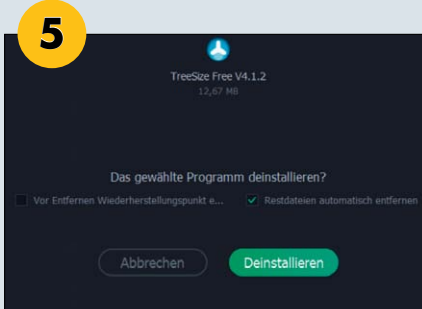 5
TreeSize Free V4.1.2
12,67 MB
Das gewählte Programm deinstallieren?
Vor Entfernen Wiederherstellungspunkt e... Restdateien automatisch entfernen
Abbrechen Deinstallieren